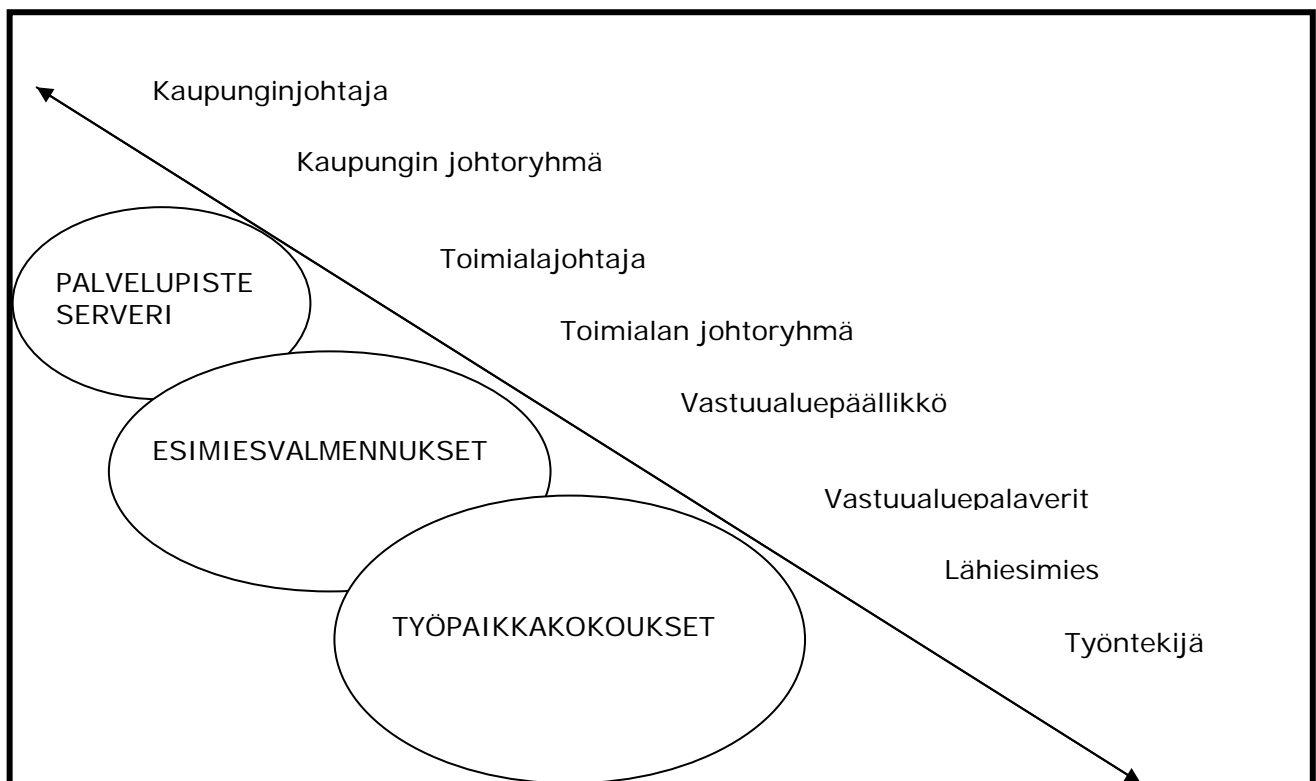 Kaupunginjohtaja
Kaupungin johtoryhmä
Toimialajohtaja
PALVELUPISTE
SERVERI
Toimialan johtoryhmä
Vastuualuepäällikkö
ESIMIESVALMENNUKSET
Vastuualuepalaverit
Lähiesimies
TYÖPAIKKAKOKOUKSET
Työntekijä